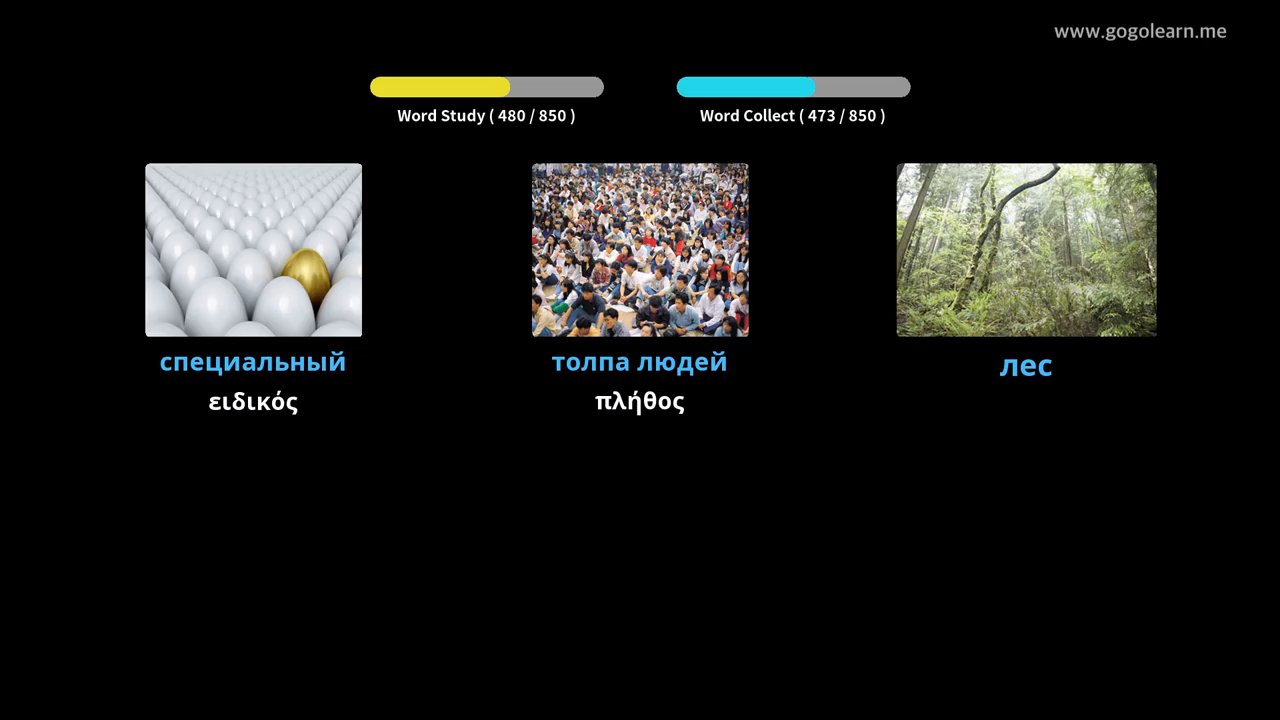 www.gogolearn.me
Word Study ( 480 / 850 )
Word Collect ( 473 / 850 )
специальный
ειδικός
толпа людей
πλήθος
лес